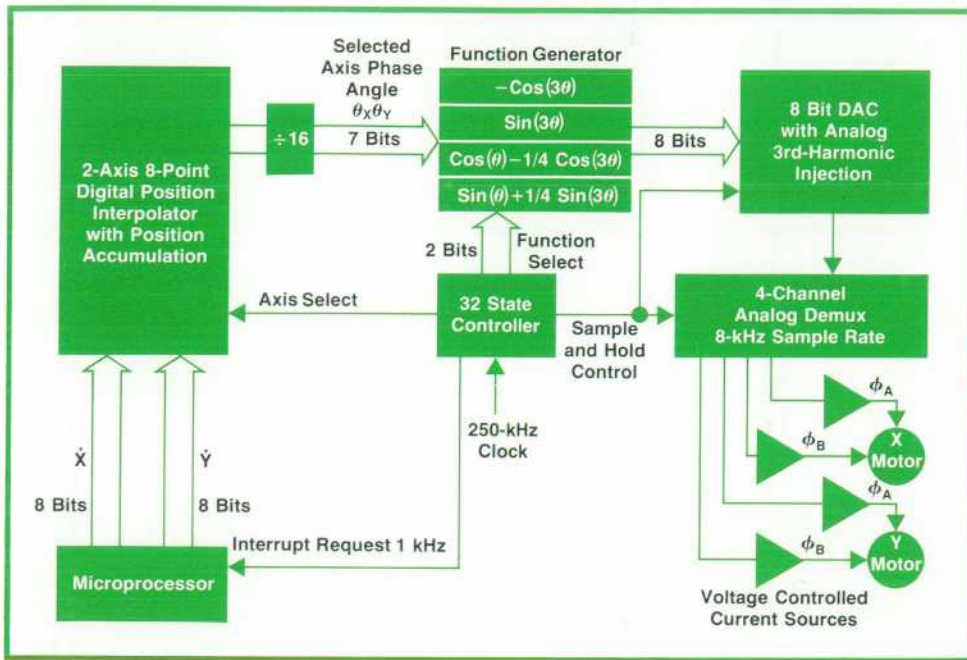 2-Axis 8-Point
Digital Position
Interpolator
with Position
Accumulation
÷16
Selected
Axis Phase
Angle
θXθY
7 Bits
Function Generator
−Cos(3θ)
Sin(3θ)
Cos(θ)−1/4 Cos(3θ)
Sin(θ)+1/4 Sin(3θ)
8 Bits
8 Bit DAC
with Analog
3rd-Harmonic
Injection
2 Bits
Function
Select
Axis Select
32 State
Controller
Sample
and Hold
Control
4-Channel
Analog Demux
8-kHz Sample Rate
250-kHz
Clock
Ẋ
Ẏ
8 Bits
8 Bits
Interrupt Request 1 kHz
Microprocessor
ϕA
X
Motor
ϕB
ϕA
Y
Motor
ϕB
Voltage Controlled
Current Sources